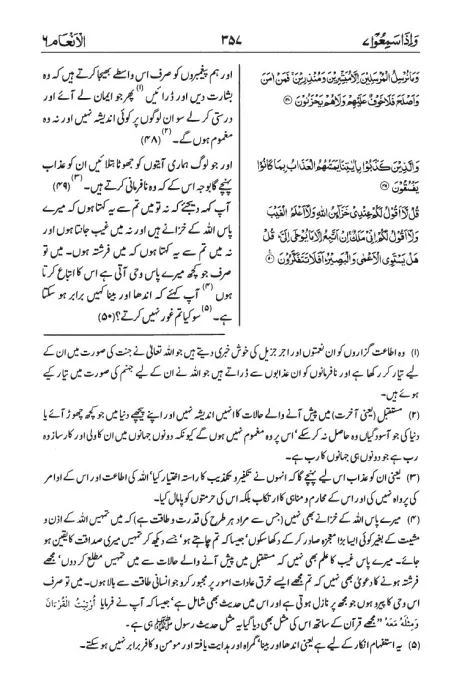 وَاِذَا سَمِعُوْا ۷
۳۵۷
الاَنعَام ۶
وَمَا نُرْسِلُ الْمُرْسَلِيْنَ اِلَّا مُبَشِّرِيْنَ وَمُنْذِرِيْنَ ۚ فَمَنْ اٰمَنَ
وَاَصْلَحَ فَلَا خَوْفٌ عَلَيْهِمْ وَلَا هُمْ يَحْزَنُوْنَ ۝
وَالَّذِيْنَ كَذَّبُوْا بِاٰيٰتِنَا يَمَسُّهُمُ الْعَذَابُ بِمَا كَانُوْا
يَفْسُقُوْنَ ۝
قُلْ لَّاۤ اَقُوْلُ لَكُمْ عِنْدِيْ خَزَاۤىِٕنُ اللّٰهِ وَلَاۤ اَعْلَمُ الْغَيْبَ
وَلَاۤ اَقُوْلُ لَكُمْ اِنِّيْ مَلَكٌ ۚ اِنْ اَتَّبِعُ اِلَّا مَا يُوْحٰۤى اِلَيَّ ۭ قُلْ
هَلْ يَسْتَوِي الْاَعْمٰى وَالْبَصِيْرُ ۭ اَفَلَا تَتَفَكَّرُوْنَ ۝
اور ہم پیغمبروں کو صرف اس واسطے بھیجا کرتے ہیں کہ وہ
بشارت دیں اور ڈرائیں (۱) پھر جو ایمان لے آئے اور
درستی کر لے سو ان لوگوں پر کوئی اندیشہ نہیں اور نہ وہ
مغموم ہوں گے۔ (۲) (۴۸)
اور جو لوگ ہماری آیتوں کو جھوٹا بتلائیں ان کو عذاب
پہنچے گا بوجہ اس کے کہ وہ نافرمانی کرتے ہیں۔ (۳) (۴۹)
آپ کہہ دیجئے کہ نہ تو میں تم سے یہ کہتا ہوں کہ میرے
پاس اللہ کے خزانے ہیں اور نہ میں غیب جانتا ہوں اور
نہ میں تم سے یہ کہتا ہوں کہ میں فرشتہ ہوں۔ میں تو
صرف جو کچھ میرے پاس وحی آتی ہے اس کا اتباع کرتا
ہوں (۴) آپ کہئے کہ اندھا اور بینا کہیں برابر ہو سکتا
ہے۔ (۵) سو کیا تم غور نہیں کرتے؟ (۵۰)
(۱) وہ اطاعت گزاروں کو ان نعمتوں اور اجر جزیل کی خوش خبری دیتے ہیں جو اللہ تعالیٰ نے جنت کی صورت میں ان کے
لیے تیار کر رکھا ہے اور نافرمانوں کو ان عذابوں سے ڈراتے ہیں جو اللہ نے ان کے لیے جہنم کی صورت میں تیار کیے
ہوئے ہیں۔
(۲) مستقبل (یعنی آخرت) میں پیش آنے والے حالات کا انہیں اندیشہ نہیں اور اپنے پیچھے دنیا میں جو کچھ چھوڑ آئے یا
دنیا کی جو آسودگیاں وہ حاصل نہ کر سکے' اس پر وہ مغموم نہیں ہوں گے کیونکہ دونوں جہانوں میں ان کا ولی اور کارساز وہ
رب ہے جو دونوں ہی جہانوں کا رب ہے۔
(۳) یعنی ان کو عذاب اس لیے پہنچے گا کہ انہوں نے تکفیر و تکذیب کا راستہ اختیار کیا' اللہ کی اطاعت اور اس کے اوامر
کی پرواہ نہیں کی اور اس کے محارم و مناہی کا ارتکاب بلکہ اس کی حرمتوں کو پامال کیا۔
(۴) میرے پاس اللہ کے خزانے بھی نہیں (جس سے مراد ہر طرح کی قدرت و طاقت ہے) کہ میں تمہیں اللہ کے اذن و
مشیت کے بغیر کوئی ایسا بڑا معجزہ صادر کر کے دکھا سکوں' جیسا کہ تم چاہتے ہو' جسے دیکھ کر تمہیں میری صداقت کا یقین ہو
جائے۔ میرے پاس غیب کا علم بھی نہیں کہ مستقبل میں پیش آنے والے حالات سے میں تمہیں مطلع کر دوں' مجھے
فرشتہ ہونے کا دعویٰ بھی نہیں کہ تم مجھے ایسے خرق عادات امور پر مجبور کرو جو انسانی طاقت سے بالا ہوں۔ میں تو صرف
اس وحی کا پیرو ہوں جو مجھ پر نازل ہوتی ہے اور اس میں حدیث بھی شامل ہے' جیسا کہ آپ نے فرمایا أُوتِيتُ الْقُرْءَانَ
وَمِثْلَهُ مَعَهُ "مجھے قرآن کے ساتھ اس کی مثل بھی دیا گیا" یہ مثل حدیث رسول ﷺ ہی ہے۔
(۵) یہ استفہام انکار کے لیے ہے یعنی اندھا اور بینا' گمراہ اور ہدایت یافتہ اور مومن و کافر برابر نہیں ہو سکتے۔